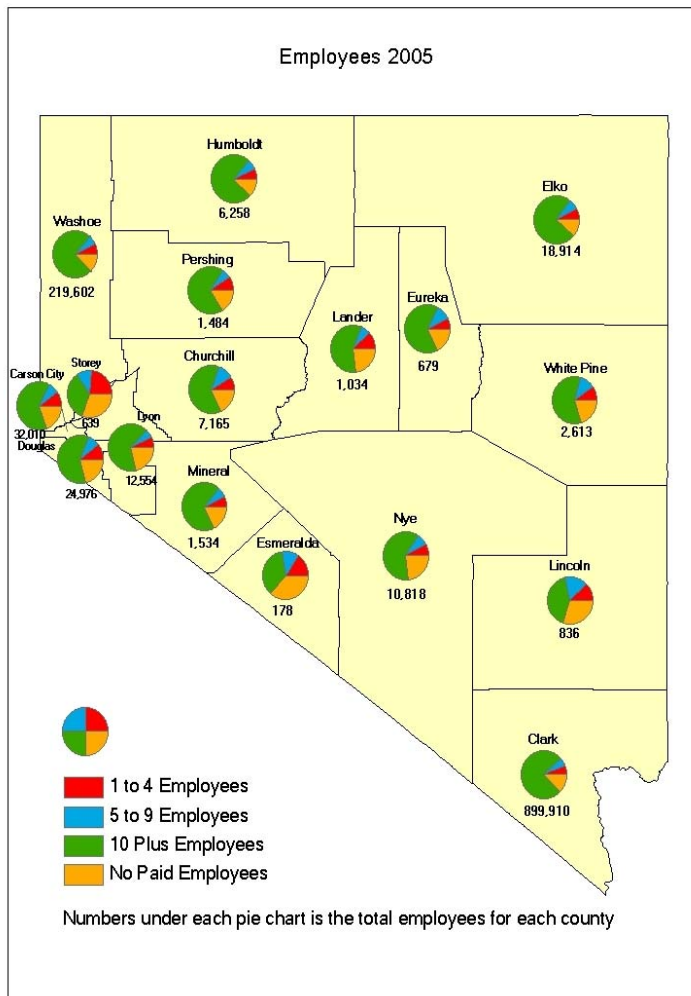 Employees 2005
Humboldt
6,258
Elko
18,914
Washoe
219,602
Pershing
1,484
Lander
1,034
Eureka
679
Churchill
7,165
White Pine
2,613
Carson City
32,010
Storey
639
Lyon
12,554
Douglas
24,976
Mineral
1,534
Esmeralda
178
Nye
10,818
Lincoln
836
Clark
899,910
1 to 4 Employees
5 to 9 Employees
10 Plus Employees
No Paid Employees
Numbers under each pie chart is the total employees for each county